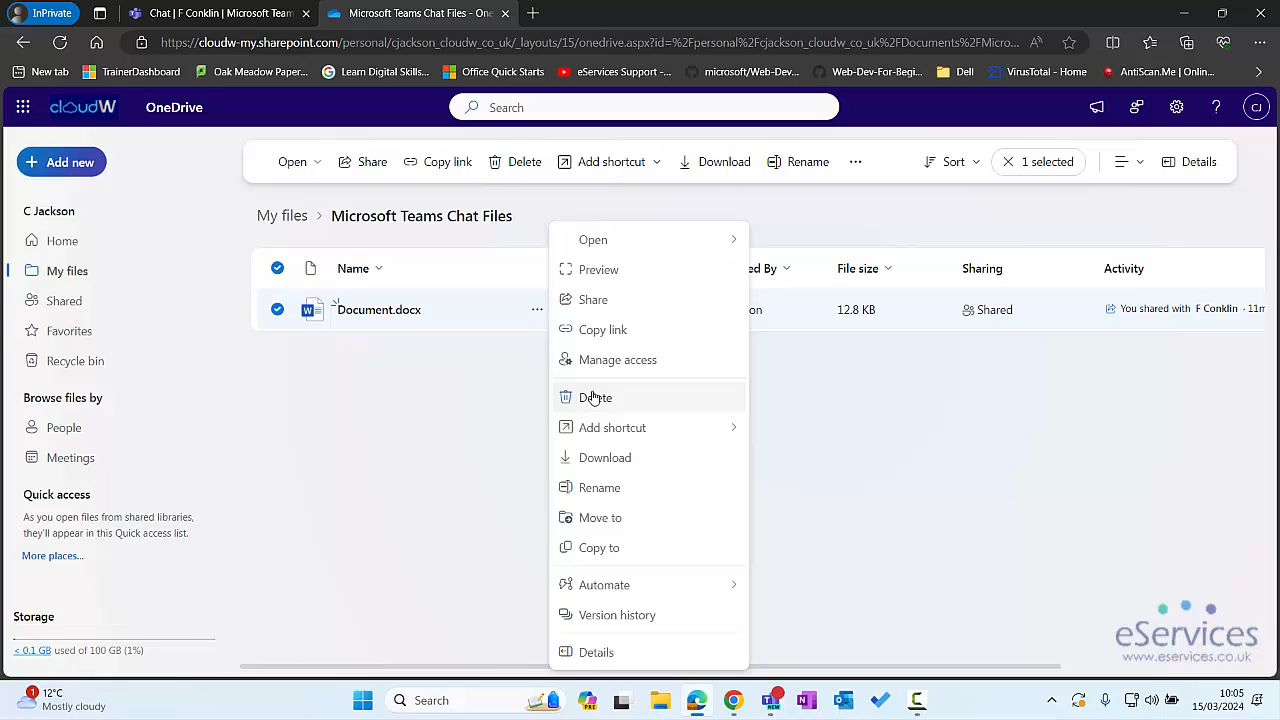 InPrivate
Chat | F Conklin | Microsoft Team
Microsoft Teams Chat Files - One
https://cloudw-my.sharepoint.com/personal/cjackson_cloudw_co_uk/_layouts/15/onedrive.aspx?id=%2Fpersonal%2Fcjackson_cloudw_co_uk%2FDocuments%2FMicro...
New tab
TrainerDashboard
Oak Meadow Paper...
Learn Digital Skills...
Office Quick Starts
eServices Support -...
microsoft/Web-Dev...
Web-Dev-For-Begi...
Dell
VirusTotal - Home
AntiScan.Me | Onlin...
cloudW
OneDrive
Search
CJ
Add new
Open
Share
Copy link
Delete
Add shortcut
Download
Rename
Sort
1 selected
Details
C Jackson
Home
My files
Shared
Favorites
Recycle bin
Browse files by
People
Meetings
Quick access
As you open files from shared libraries,
they'll appear in this Quick access list.
More places...
Storage
< 0.1 GB used of 100 GB (1%)
My files > Microsoft Teams Chat Files
Name
ed By
File size
Sharing
Activity
Document.docx
on
12.8 KB
Shared
You shared with F Conklin · 11m
Open
Preview
Share
Copy link
Manage access
Delete
Add shortcut
Download
Rename
Move to
Copy to
Automate
Version history
Details
eServices
www.eservices.co.uk
1
12°C
Mostly cloudy
Search
PRE
NEW
10:05
15/03/2024